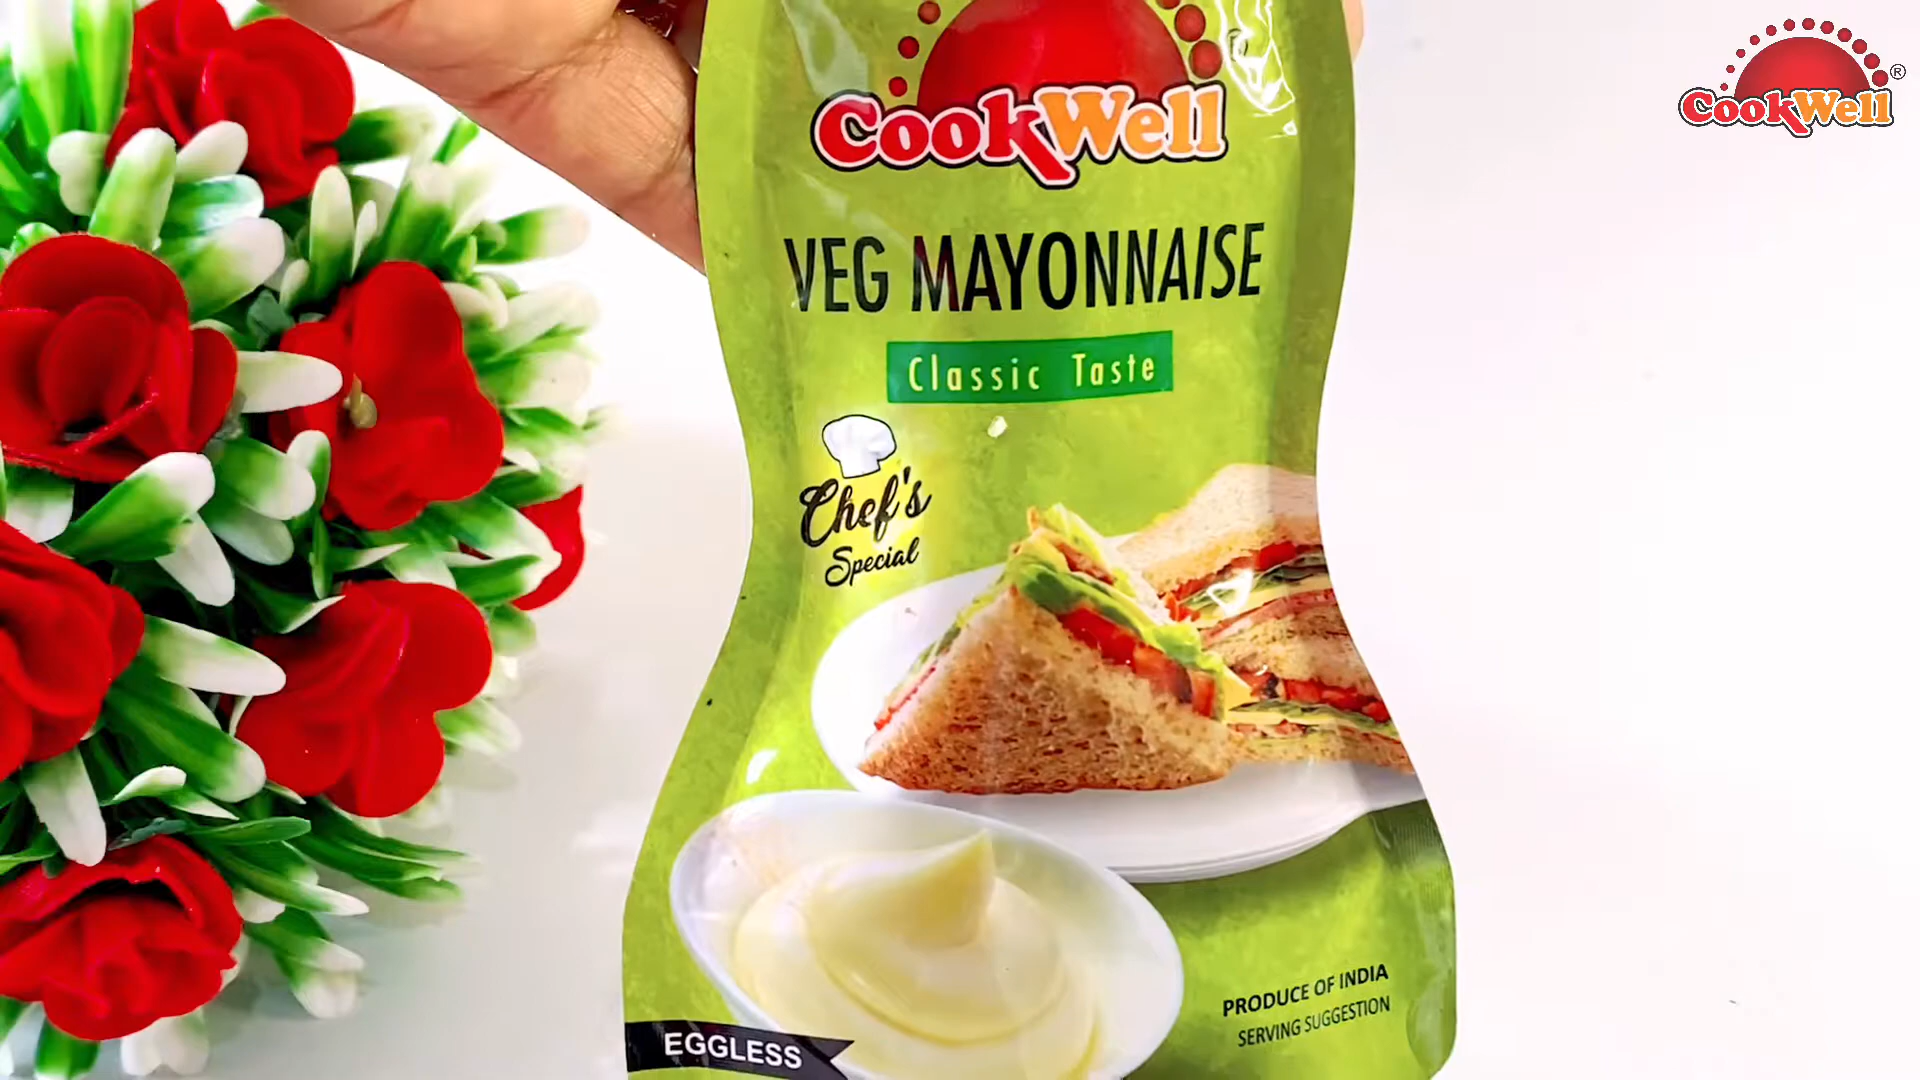 CookWell
CookWell ®
VEG MAYONNAISE
Classic Taste
Chef's
Special
PRODUCE OF INDIA
SERVING SUGGESTION
EGGLESS